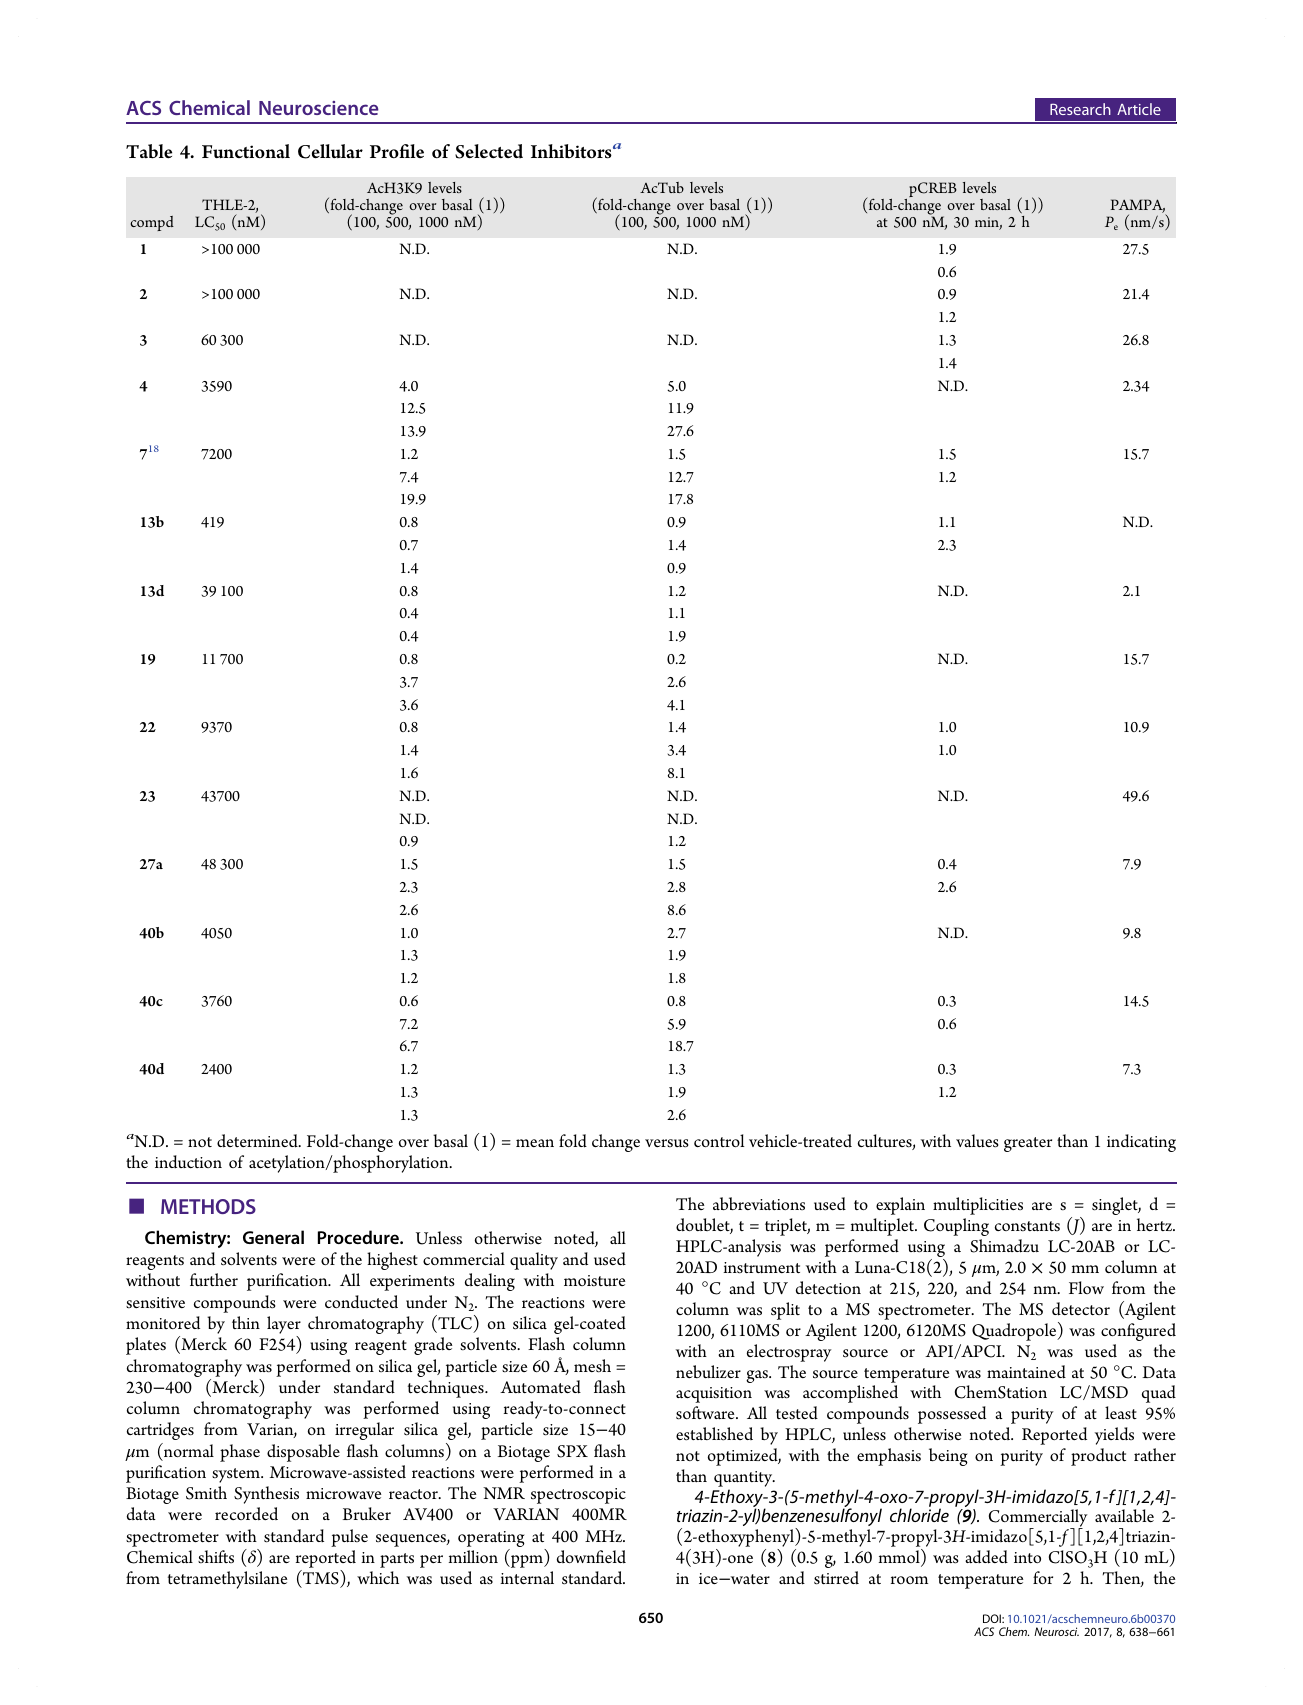 ACS Chemical Neuroscience
Research Article
Table 4. Functional Cellular Profile of Selected Inhibitors^a
compd THLE-2, LC50 (nM) AcH3K9 levels (fold-change over basal (1)) (100, 500, 1000 nM) AcTub levels (fold-change over basal (1)) (100, 500, 1000 nM) pCREB levels (fold-change over basal (1)) at 500 nM, 30 min, 2 h PAMPA, Pe (nm/s)
1 >100 000 N.D. N.D. 1.9 27.5
0.6
2 >100 000 N.D. N.D. 0.9 21.4
1.2
3 60 300 N.D. N.D. 1.3 26.8
1.4
4 3590 4.0 5.0 N.D. 2.34
12.5 11.9
13.9 27.6
7^18 7200 1.2 1.5 1.5 15.7
7.4 12.7 1.2
19.9 17.8
13b 419 0.8 0.9 1.1 N.D.
0.7 1.4 2.3
1.4 0.9
13d 39 100 0.8 1.2 N.D. 2.1
0.4 1.1
0.4 1.9
19 11 700 0.8 0.2 N.D. 15.7
3.7 2.6
3.6 4.1
22 9370 0.8 1.4 1.0 10.9
1.4 3.4 1.0
1.6 8.1
23 43700 N.D. N.D. N.D. 49.6
N.D. N.D.
0.9 1.2
27a 48 300 1.5 1.5 0.4 7.9
2.3 2.8 2.6
2.6 8.6
40b 4050 1.0 2.7 N.D. 9.8
1.3 1.9
1.2 1.8
40c 3760 0.6 0.8 0.3 14.5
7.2 5.9 0.6
6.7 18.7
40d 2400 1.2 1.3 0.3 7.3
1.3 1.9 1.2
1.3 2.6
^aN.D. = not determined. Fold-change over basal (1) = mean fold change versus control vehicle-treated cultures, with values greater than 1 indicating
the induction of acetylation/phosphorylation.
■ METHODS
Chemistry: General Procedure. Unless otherwise noted, all
reagents and solvents were of the highest commercial quality and used
without further purification. All experiments dealing with moisture
sensitive compounds were conducted under N2. The reactions were
monitored by thin layer chromatography (TLC) on silica gel-coated
plates (Merck 60 F254) using reagent grade solvents. Flash column
chromatography was performed on silica gel, particle size 60 Å, mesh =
230−400 (Merck) under standard techniques. Automated flash
column chromatography was performed using ready-to-connect
cartridges from Varian, on irregular silica gel, particle size 15−40
μm (normal phase disposable flash columns) on a Biotage SPX flash
purification system. Microwave-assisted reactions were performed in a
Biotage Smith Synthesis microwave reactor. The NMR spectroscopic
data were recorded on a Bruker AV400 or VARIAN 400MR
spectrometer with standard pulse sequences, operating at 400 MHz.
Chemical shifts (δ) are reported in parts per million (ppm) downfield
from tetramethylsilane (TMS), which was used as internal standard.
The abbreviations used to explain multiplicities are s = singlet, d =
doublet, t = triplet, m = multiplet. Coupling constants (J) are in hertz.
HPLC-analysis was performed using a Shimadzu LC-20AB or LC-
20AD instrument with a Luna-C18(2), 5 μm, 2.0 × 50 mm column at
40 °C and UV detection at 215, 220, and 254 nm. Flow from the
column was split to a MS spectrometer. The MS detector (Agilent
1200, 6110MS or Agilent 1200, 6120MS Quadropole) was configured
with an electrospray source or API/APCI. N2 was used as the
nebulizer gas. The source temperature was maintained at 50 °C. Data
acquisition was accomplished with ChemStation LC/MSD quad
software. All tested compounds possessed a purity of at least 95%
established by HPLC, unless otherwise noted. Reported yields were
not optimized, with the emphasis being on purity of product rather
than quantity.
4-Ethoxy-3-(5-methyl-4-oxo-7-propyl-3H-imidazo[5,1-f][1,2,4]-
triazin-2-yl)benzenesulfonyl chloride (9). Commercially available 2-
(2-ethoxyphenyl)-5-methyl-7-propyl-3H-imidazo[5,1-f][1,2,4]triazin-
4(3H)-one (8) (0.5 g, 1.60 mmol) was added into ClSO3H (10 mL)
in ice−water and stirred at room temperature for 2 h. Then, the
650
DOI: 10.1021/acschemneuro.6b00370
ACS Chem. Neurosci. 2017, 8, 638−661